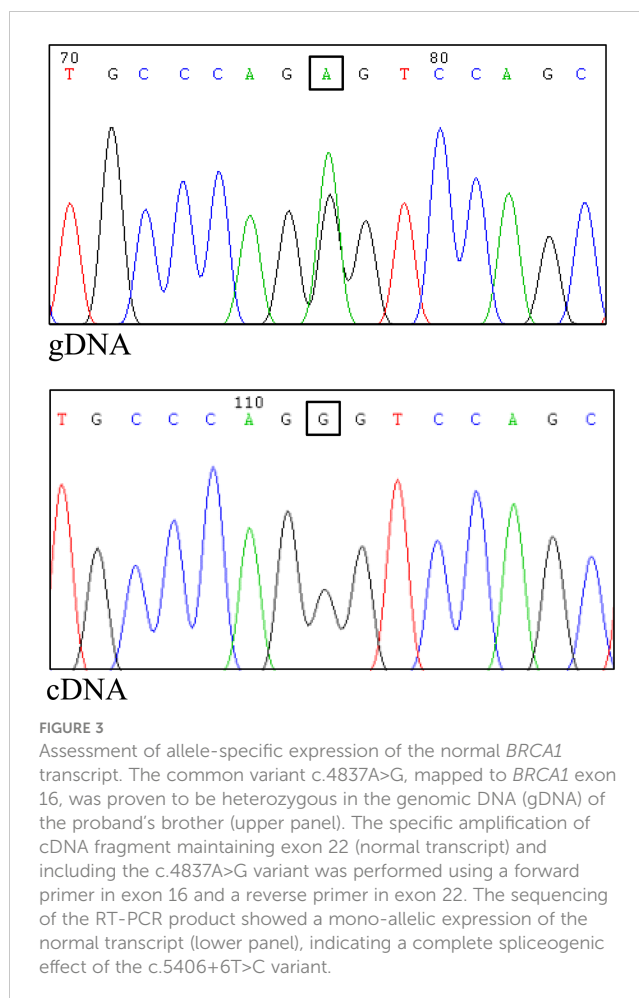 70 80
T G C C C A G A G T C C A G C
gDNA
110
T G C C C A G G G T C C A G C
cDNA
FIGURE 3
Assessment of allele-specific expression of the normal BRCA1
transcript. The common variant c.4837A>G, mapped to BRCA1 exon
16, was proven to be heterozygous in the genomic DNA (gDNA) of
the proband's brother (upper panel). The specific amplification of
cDNA fragment maintaining exon 22 (normal transcript) and
including the c.4837A>G variant was performed using a forward
primer in exon 16 and a reverse primer in exon 22. The sequencing
of the RT-PCR product showed a mono-allelic expression of the
normal transcript (lower panel), indicating a complete spliceogenic
effect of the c.5406+6T>C variant.